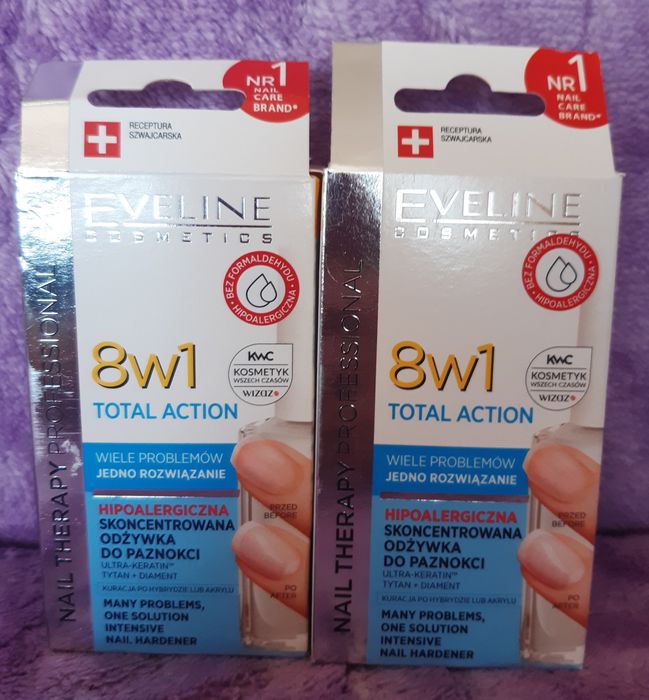 NR 1
NAIL
CARE
BRAND*
RECEPTURA
SZWAJCARSKA
EVELINE
COSMETICS
BEZ FORMALDEHYDU
HIPOALERGICZNA
8w1
TOTAL ACTION
KWC
KOSMETYK
WSZECH CZASÓW
WIZAZ
WIELE PROBLEMÓW
JEDNO ROZWIĄZANIE
HIPOALERGICZNA
SKONCENTROWANA
ODŻYWKA
DO PAZNOKCI
ULTRA-KERATIN™
TYTAN + DIAMENT
KURACJA PO HYBRYDZIE LUB AKRYLU
MANY PROBLEMS,
ONE SOLUTION
INTENSIVE
NAIL HARDENER
PRZED
BEFORE
PO
AFTER
NAIL THERAPY PROFESSIONAL
NR 1
NAIL
CARE
BRAND*
RECEPTURA
SZWAJCARSKA
EVELINE
COSMETICS
BEZ FORMALDEHYDU
HIPOALERGICZNA
8w1
TOTAL ACTION
KWC
KOSMETYK
WSZECH CZASÓW
WIZAZ
WIELE PROBLEMÓW
JEDNO ROZWIĄZANIE
HIPOALERGICZNA
SKONCENTROWANA
ODŻYWKA
DO PAZNOKCI
ULTRA-KERATIN™
TYTAN + DIAMENT
KURACJA PO HYBRYDZIE LUB AKRYLU
MANY PROBLEMS,
ONE SOLUTION
INTENSIVE
NAIL HARDENER
PRZED
BEFORE
PO
AFTER
NAIL THERAPY PROFESSIONAL